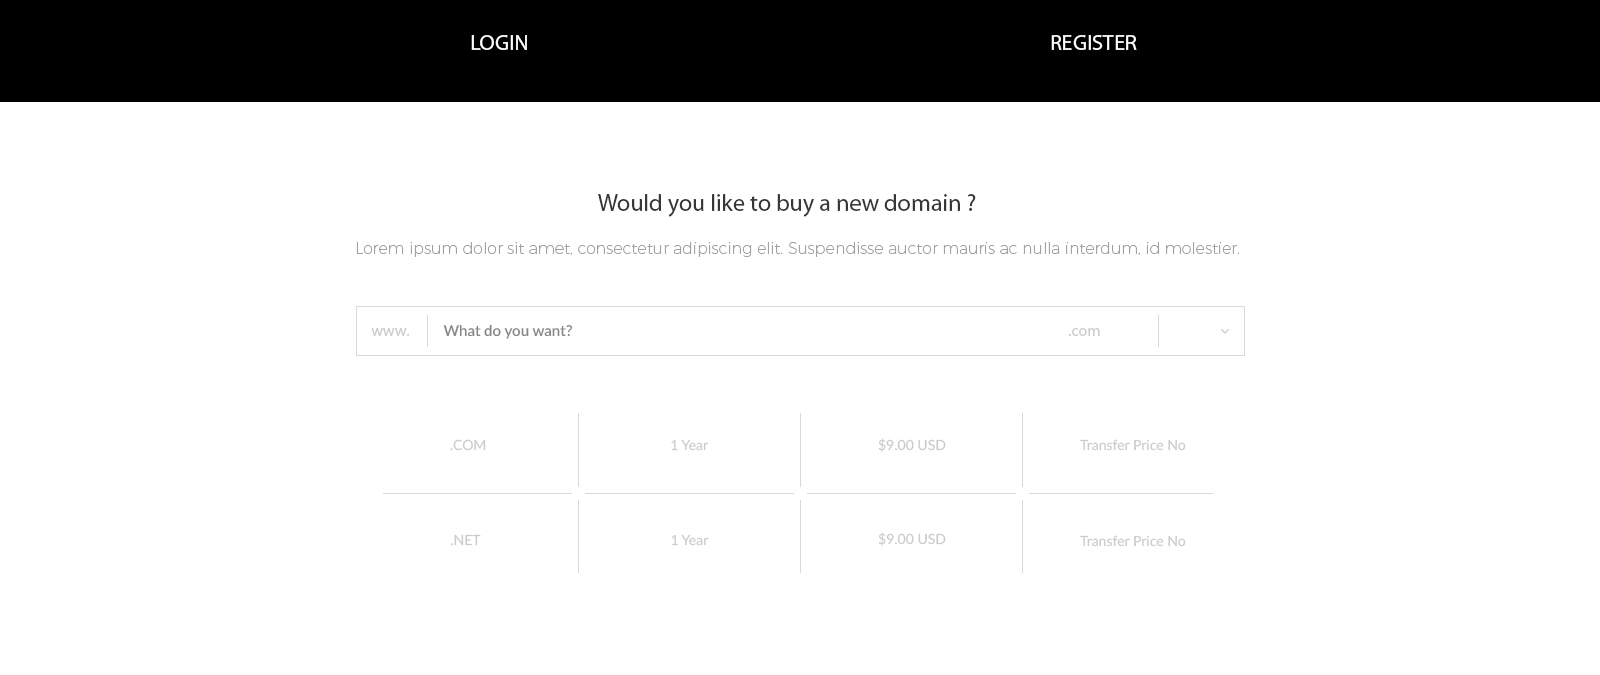 LOGIN REGISTER
Would you like to buy a new domain ?
Lorem ipsum dolor sit amet, consectetur adipiscing elit. Suspendisse auctor mauris ac nulla interdum, id molestier.
www. What do you want? .com
.COM 1 Year $9.00 USD Transfer Price No
.NET 1 Year $9.00 USD Transfer Price No